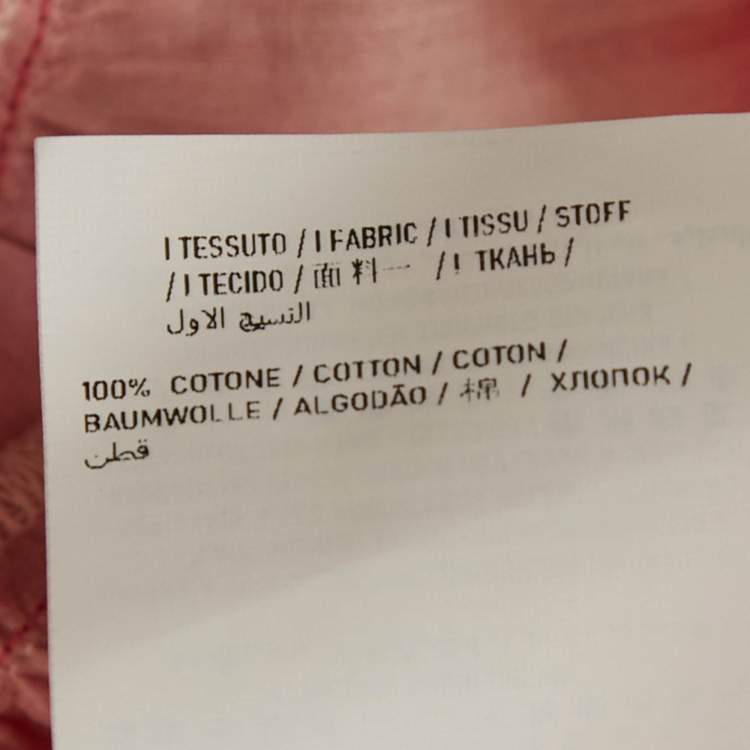 I TESSUTO / I FABRIC / I TISSU / STOFF
/ I TECIDO / 面料一 / I ТКАНЬ /
النسيج الاول
100% COTONE / COTTON / COTON /
BAUMWOLLE / ALGODÃO / 棉 / ХЛОПОК /
قطن